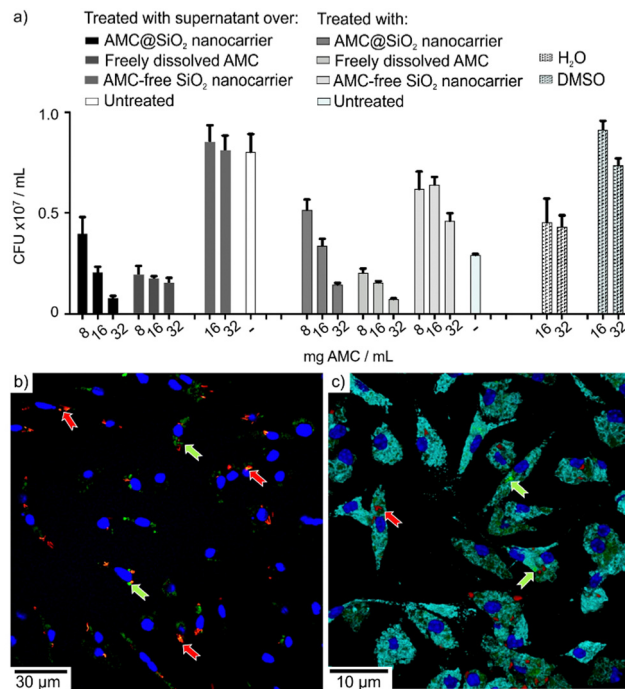 a)
Treated with supernatant over:
AMC@SiO₂ nanocarrier
Freely dissolved AMC
AMC-free SiO₂ nanocarrier
Untreated
Treated with:
AMC@SiO₂ nanocarrier
Freely dissolved AMC
AMC-free SiO₂ nanocarrier
Untreated
H₂O
DMSO
CFU x10⁷ / mL
1.0
0.5
0
8 16 32 8 16 32 16 32 - 8 16 32 8 16 32 8 16 32 - 16 32 16 32
mg AMC / mL
b)
30 µm
c)
10 µm